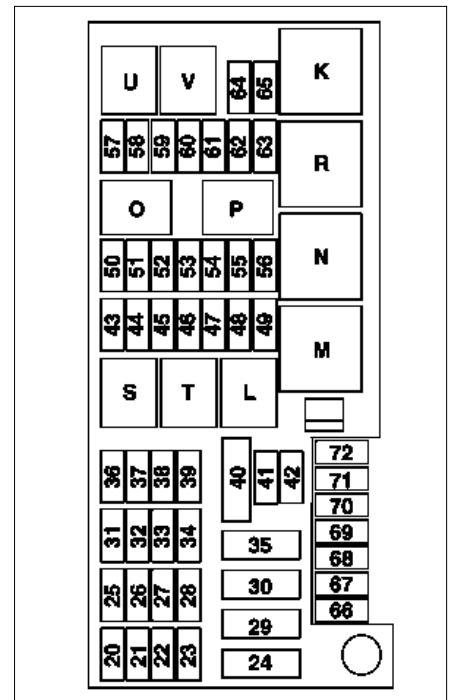 U V 64 65 K
57 58 59 60 61 62 63 R
O P
50 51 52 53 54 55 56 N
43 44 45 46 47 48 49 M
S T L
36 37 38 39 40 41 42 72
71
70
31 32 33 34 35 69
68
25 26 27 28 30 67
66
29
20 21 22 23 24